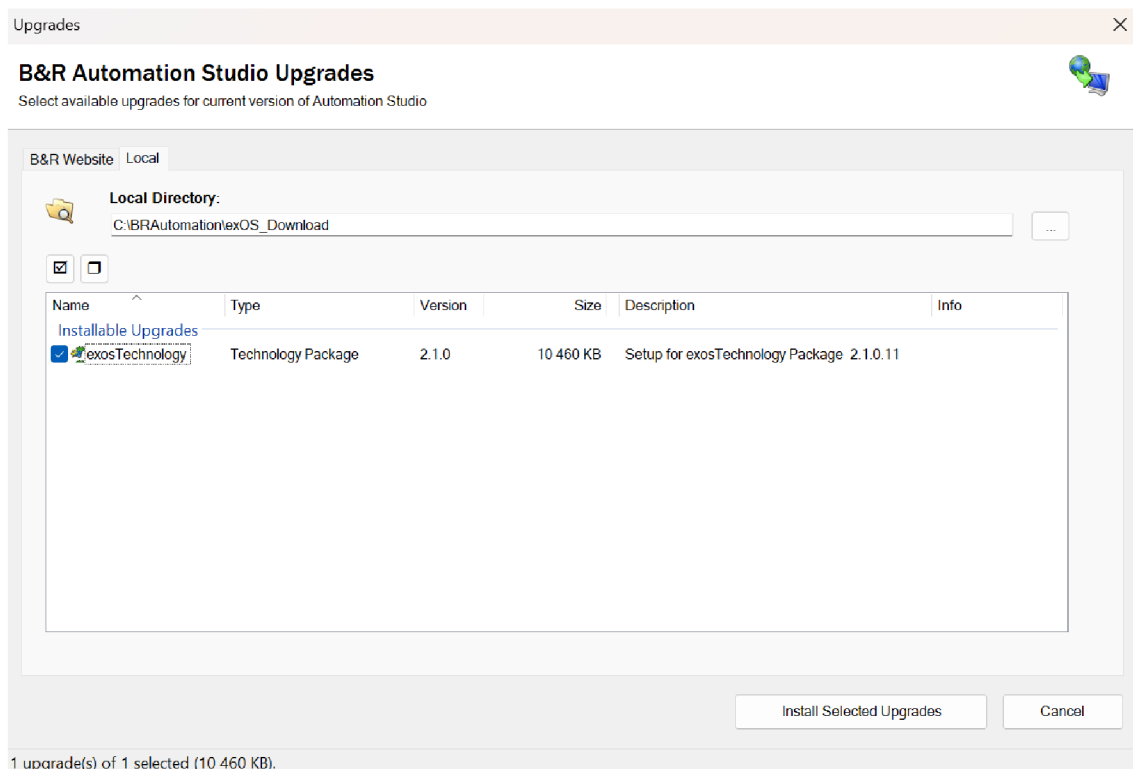 Upgrades
B&R Automation Studio Upgrades
Select available upgrades for current version of Automation Studio
B&R Website Local
Local Directory:
C:\BRAutomation\exOS_Download
...
Name Type Version Size Description Info
Installable Upgrades
exosTechnology Technology Package 2.1.0 10 460 KB Setup for exosTechnology Package 2.1.0.11
Install Selected Upgrades Cancel
1 upgrade(s) of 1 selected (10 460 KB).